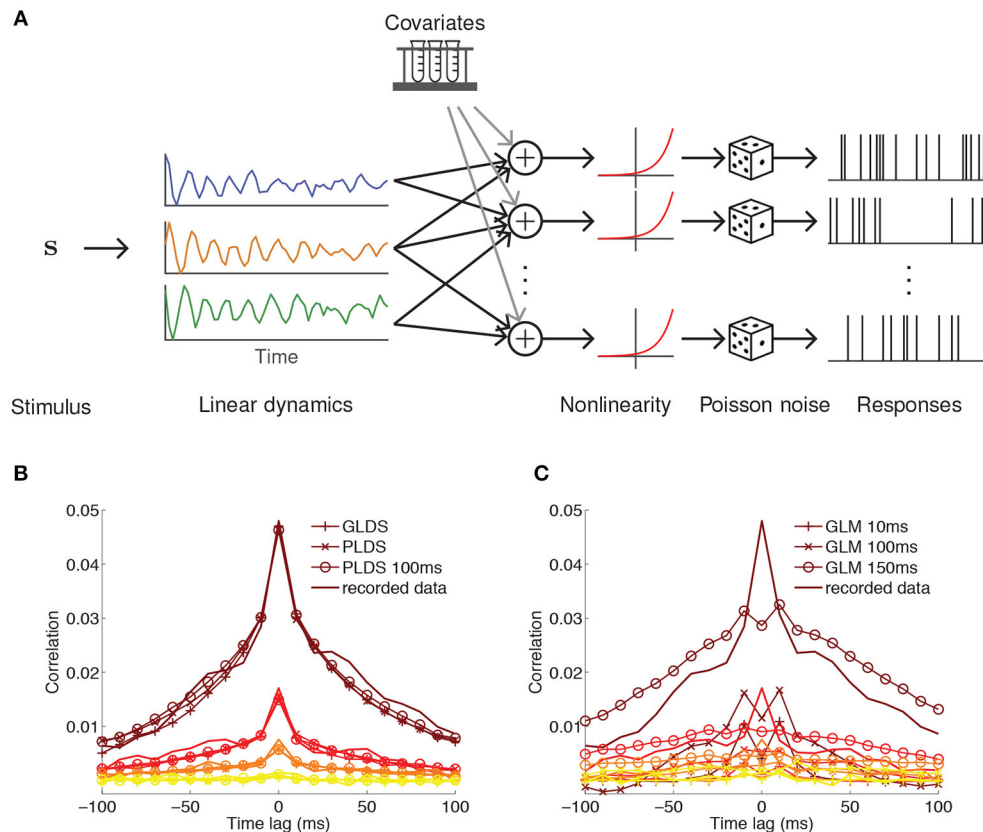 A
Covariates
S
Time
Stimulus
Linear dynamics
Nonlinearity
Poisson noise
Responses
B
0.05
0.04
0.03
0.02
0.01
Correlation
GLDS
PLDS
PLDS 100ms
recorded data
−100
−50
0
50
100
Time lag (ms)
C
0.05
0.04
0.03
0.02
0.01
Correlation
GLM 10ms
GLM 100ms
GLM 150ms
recorded data
−100
−50
0
50
100
Time lag (ms)